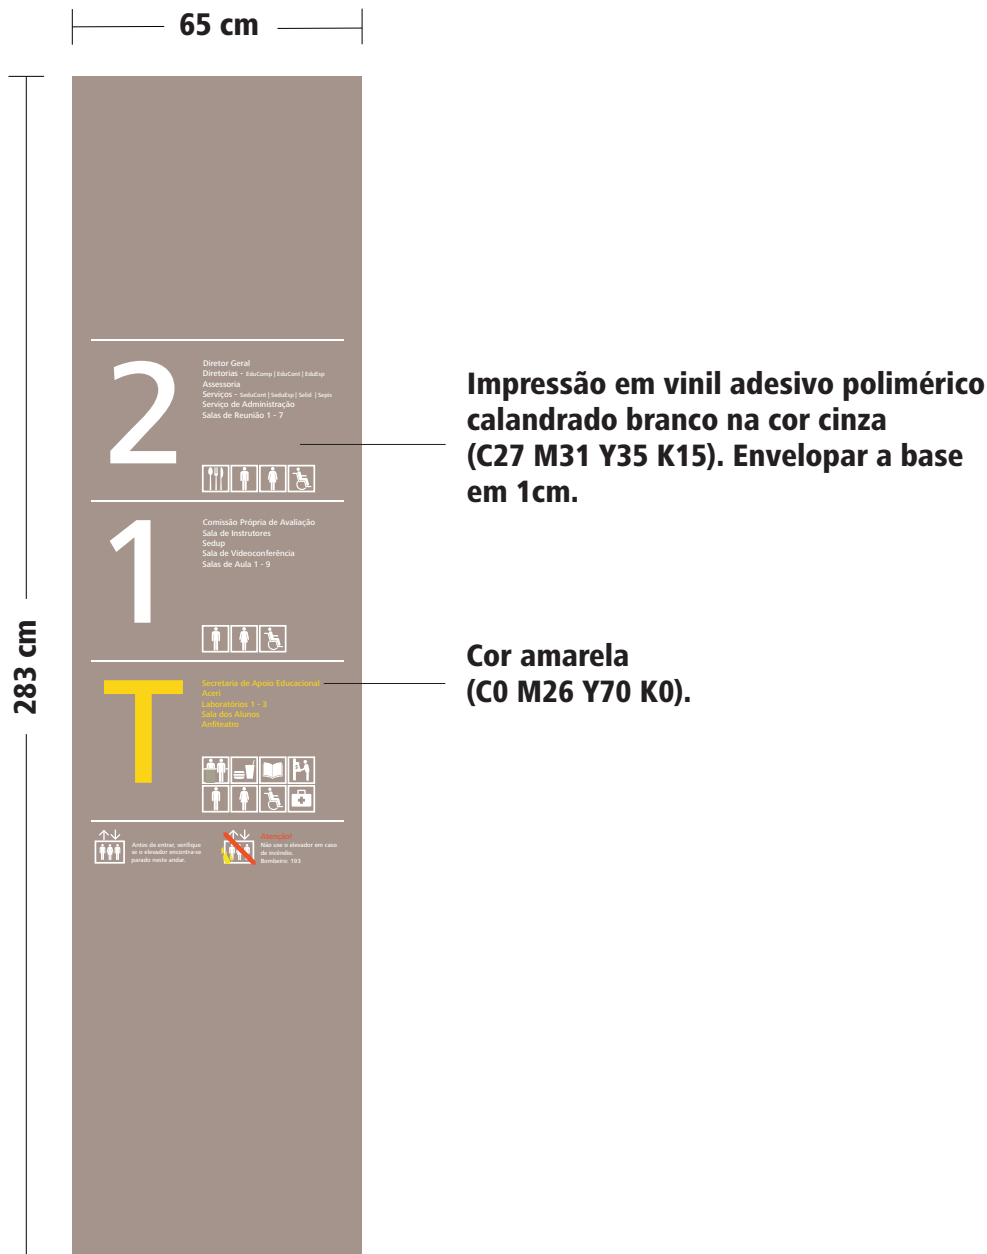 65 cm
283 cm
2
Diretor Geral
Diretorias - EduComp | EduCont | EduEsp
Assessoria
Serviços - SeduCont | SeduEsp | Selid | Sepis
Serviço de Administração
Salas de Reunião 1 - 7
1
Comissão Própria de Avaliação
Sala de Instrutores
Sedup
Sala de Vídeoconferência
Salas de Aula 1 - 9
T
Secretaria de Apoio Educacional
Aceri
Laboratórios 1 - 3
Sala dos Alunos
Anfiteatro
Antes de entrar, verifique
se o elevador encontra-se
parado neste andar.
Atenção!
Não use o elevador em caso
de incêndio.
Bombeiro: 193
Impressão em vinil adesivo polimérico
calandrado branco na cor cinza
(C27 M31 Y35 K15). Envelopar a base
em 1cm.
Cor amarela
(C0 M26 Y70 K0).